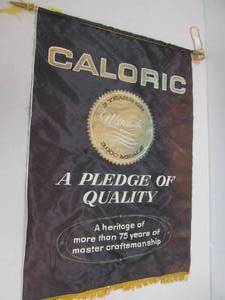 CALORIC
A PLEDGE OF
QUALITY
A heritage of
more than 75 years of
master craftsmanship